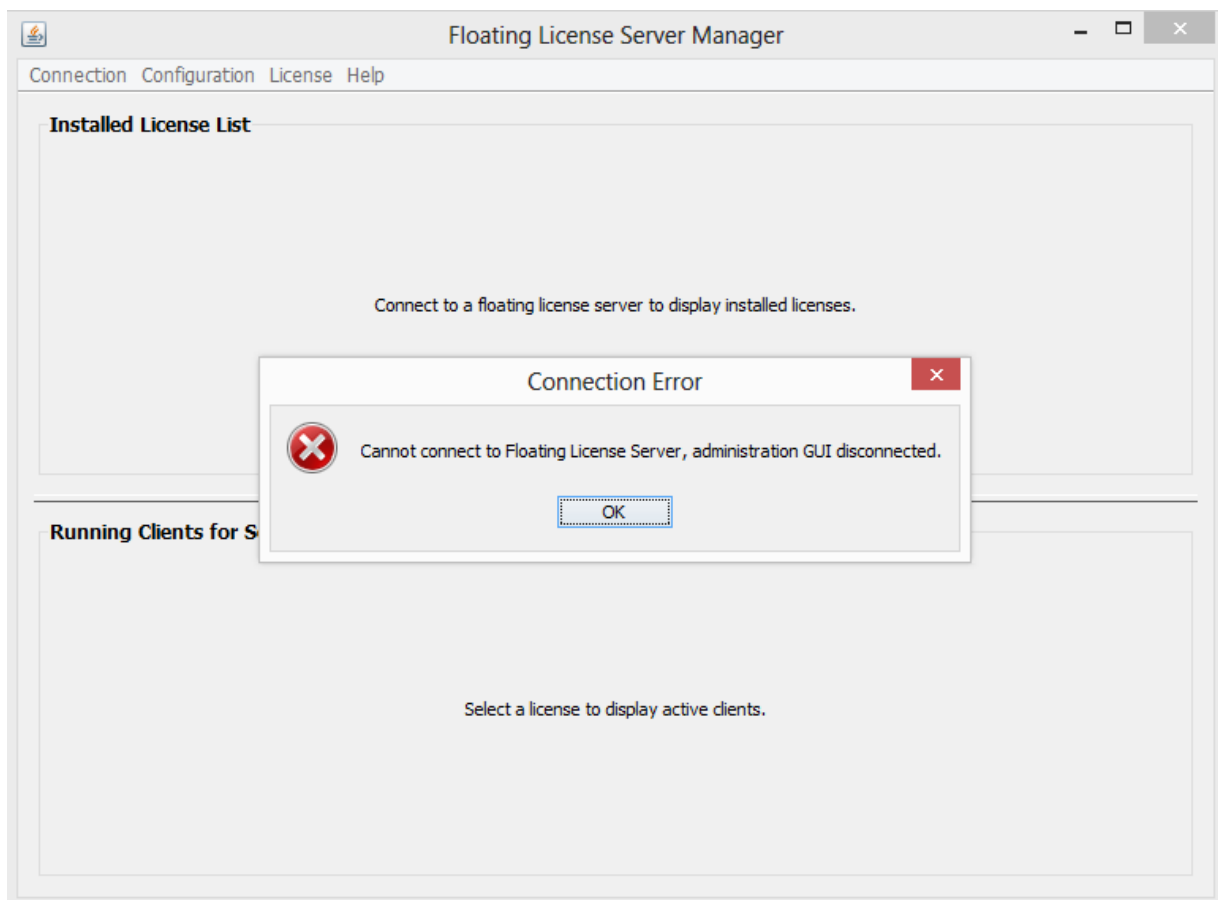 Floating License Server Manager
Connection Configuration License Help
Installed License List
Connect to a floating license server to display installed licenses.
Connection Error
Cannot connect to Floating License Server, administration GUI disconnected.
OK
Running Clients for S
Select a license to display active clients.